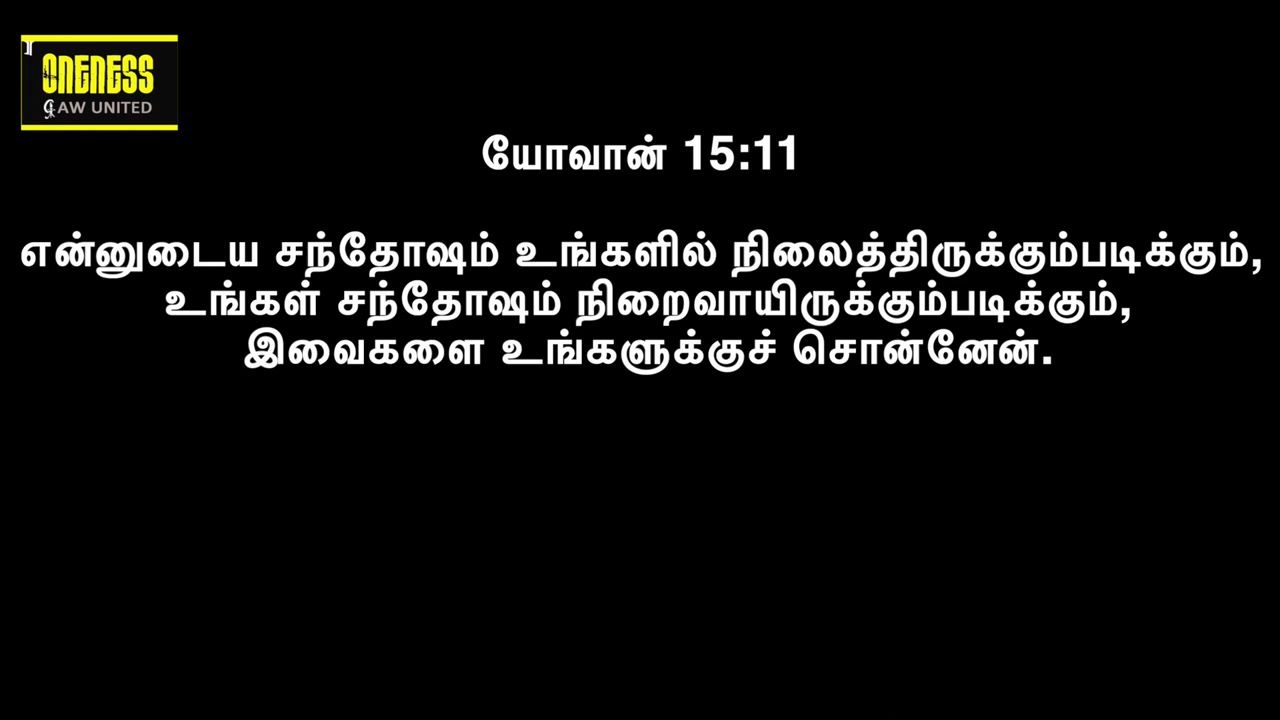 ONENESS
AW UNITED
யோவான் 15:11
என்னுடைய சந்தோஷம் உங்களில் நிலைத்திருக்கும்படிக்கும்,
உங்கள் சந்தோஷம் நிறைவாயிருக்கும்படிக்கும்,
இவைகளை உங்களுக்குச் சொன்னேன்.